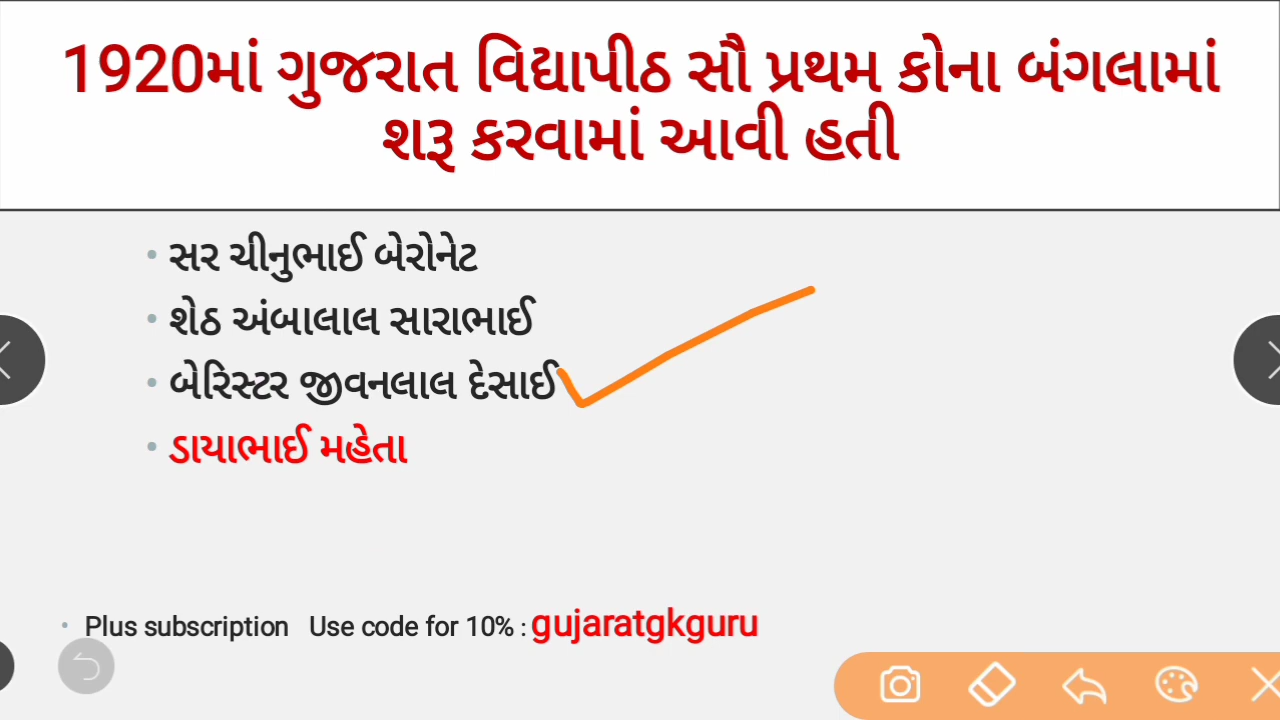 1920માં ગુજરાત વિદ્યાપીઠ સૌ પ્રથમ કોના બંગલામાં
શરૂ કરવામાં આવી હતી
• સર ચીનુભાઈ બેરોનેટ
• શેઠ અંબાલાલ સારાભાઈ
• બેરિસ્ટર જીવનલાલ દેસાઈ
• ડાયાભાઈ મહેતા
• Plus subscription Use code for 10% : gujaratgkguru